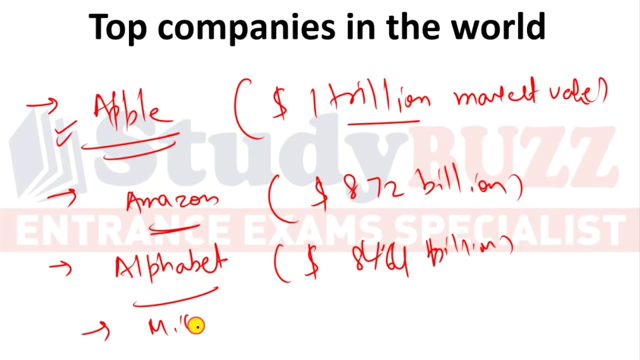 Top companies in the world
→ Apple ($ 1 trillion market value)
StudyBUZZ
→ Amazon ($ 872 billion)
ENTRANCE EXAMS SPECIALIST
→ Alphabet ($ billion)
→ Mic